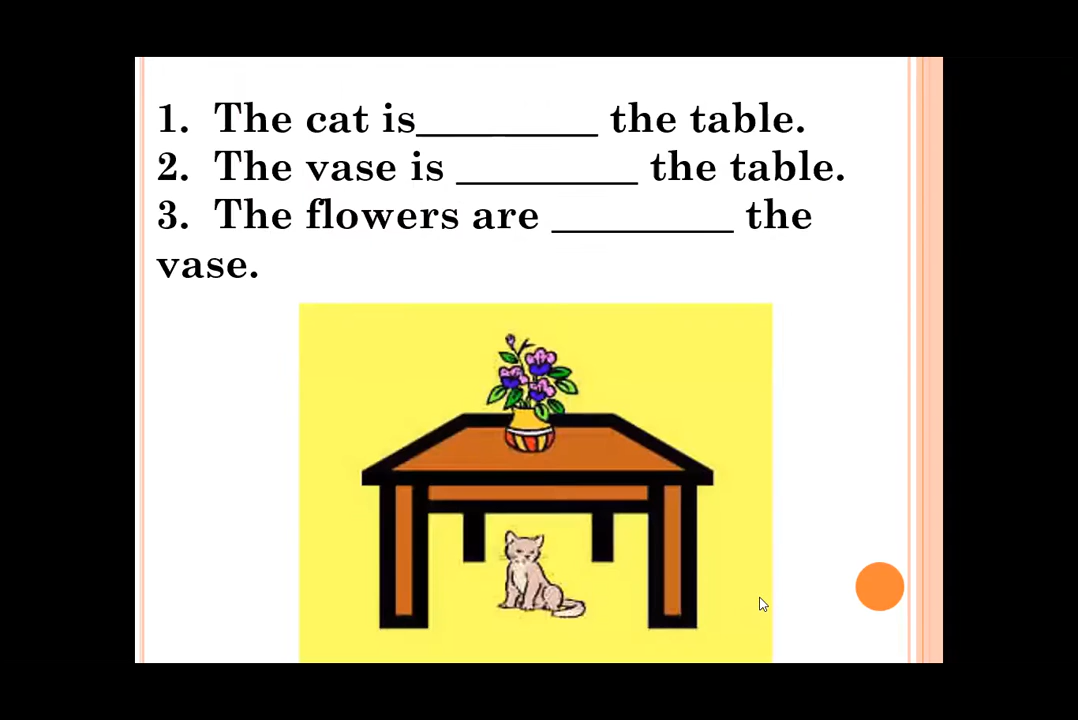 1. The cat is_________ the table.
2. The vase is _________ the table.
3. The flowers are _________ the
vase.